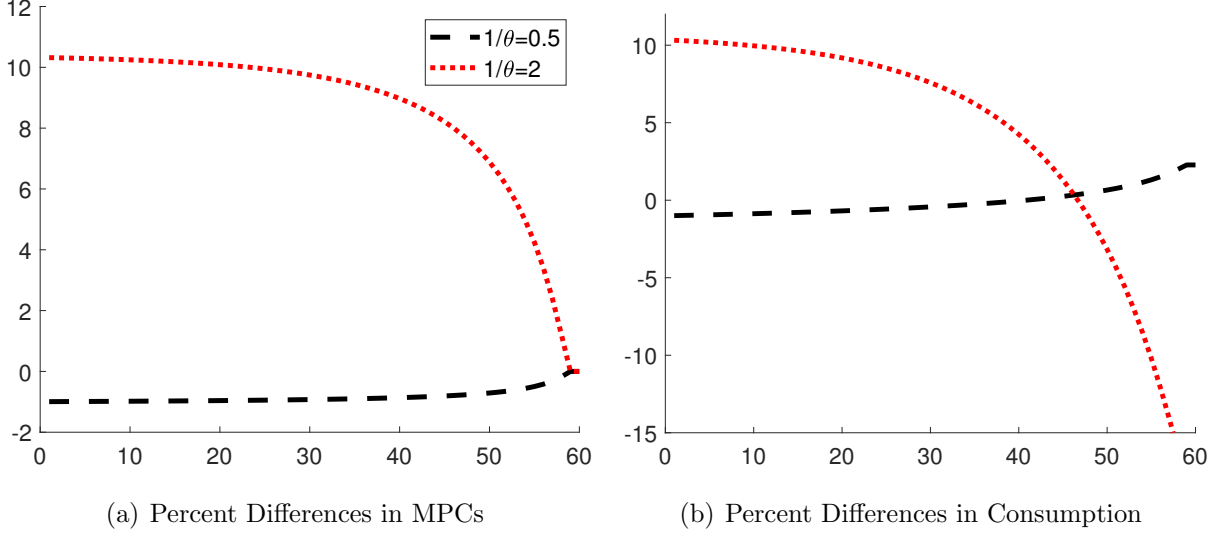 12
10
8
6
4
2
0
-2
0 10 20 30 40 50 60
1/θ=0.5
1/θ=2
(a) Percent Differences in MPCs
10
5
0
-5
-10
-15
0 10 20 30 40 50 60
(b) Percent Differences in Consumption